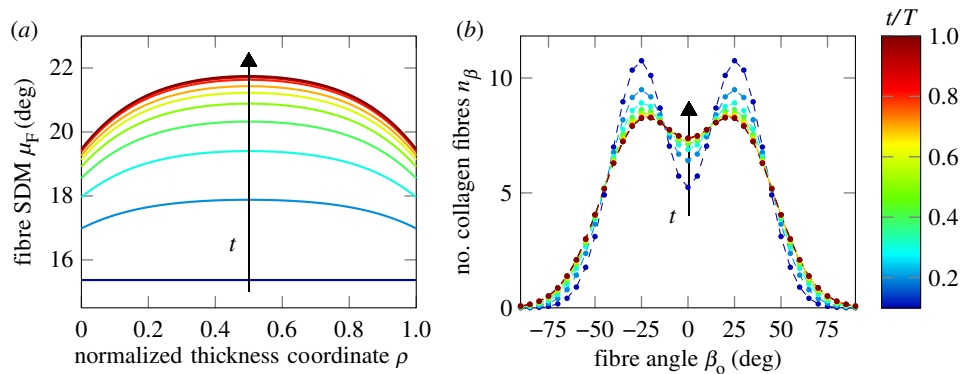 (a)
(b)
t/T
fibre SDM μF (deg)
22
20
18
16
t
0
0.2
0.4
0.6
0.8
1.0
normalized thickness coordinate ρ
no. collagen fibres nβ
10
5
0
t
−75
−50
−25
0
25
50
75
fibre angle βo (deg)
1.0
0.8
0.6
0.4
0.2